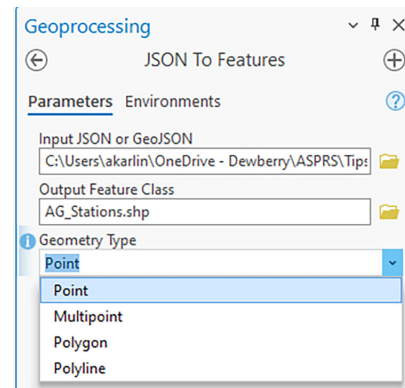 Geoprocessing
JSON To Features
Parameters Environments
Input JSON or GeoJSON
C:\Users\akarlin\OneDrive - Dewberry\ASPRS\Tips
Output Feature Class
AG_Stations.shp
Geometry Type
Point
Point
Multipoint
Polygon
Polyline